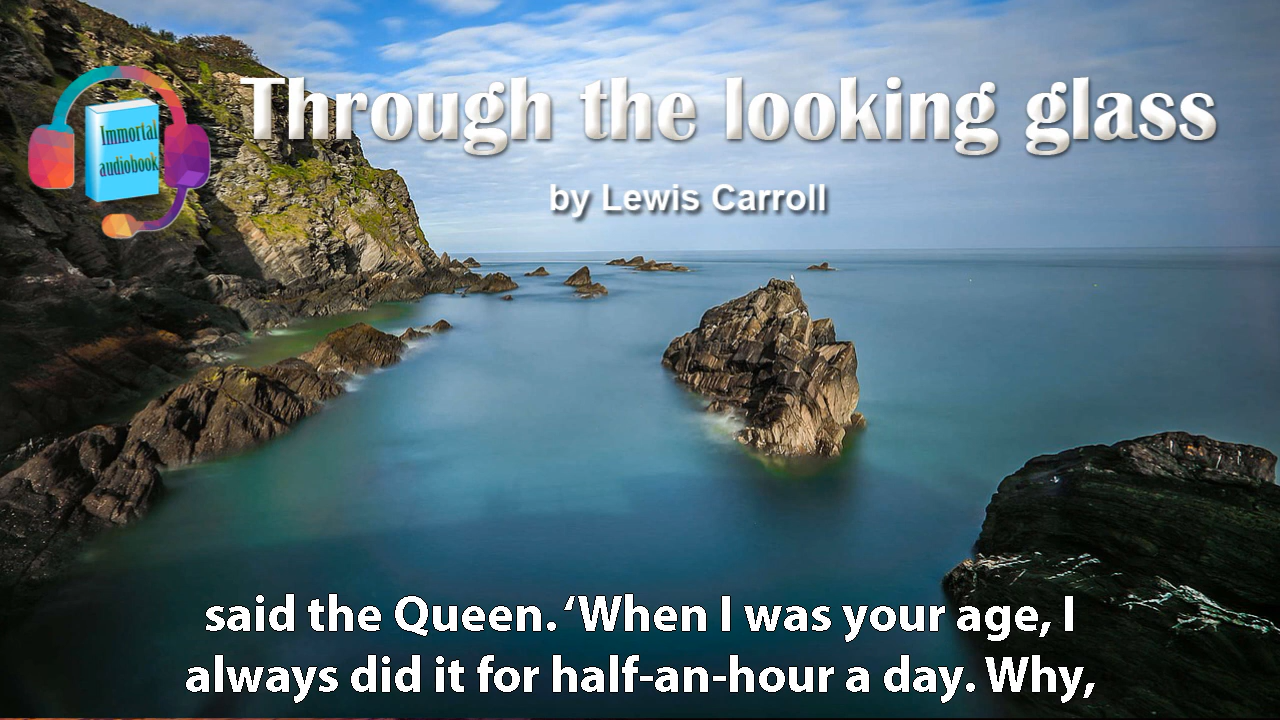 Through the looking glass
by Lewis Carroll
Immortal
audiobook
said the Queen. ‘When I was your age, I
always did it for half-an-hour a day. Why,